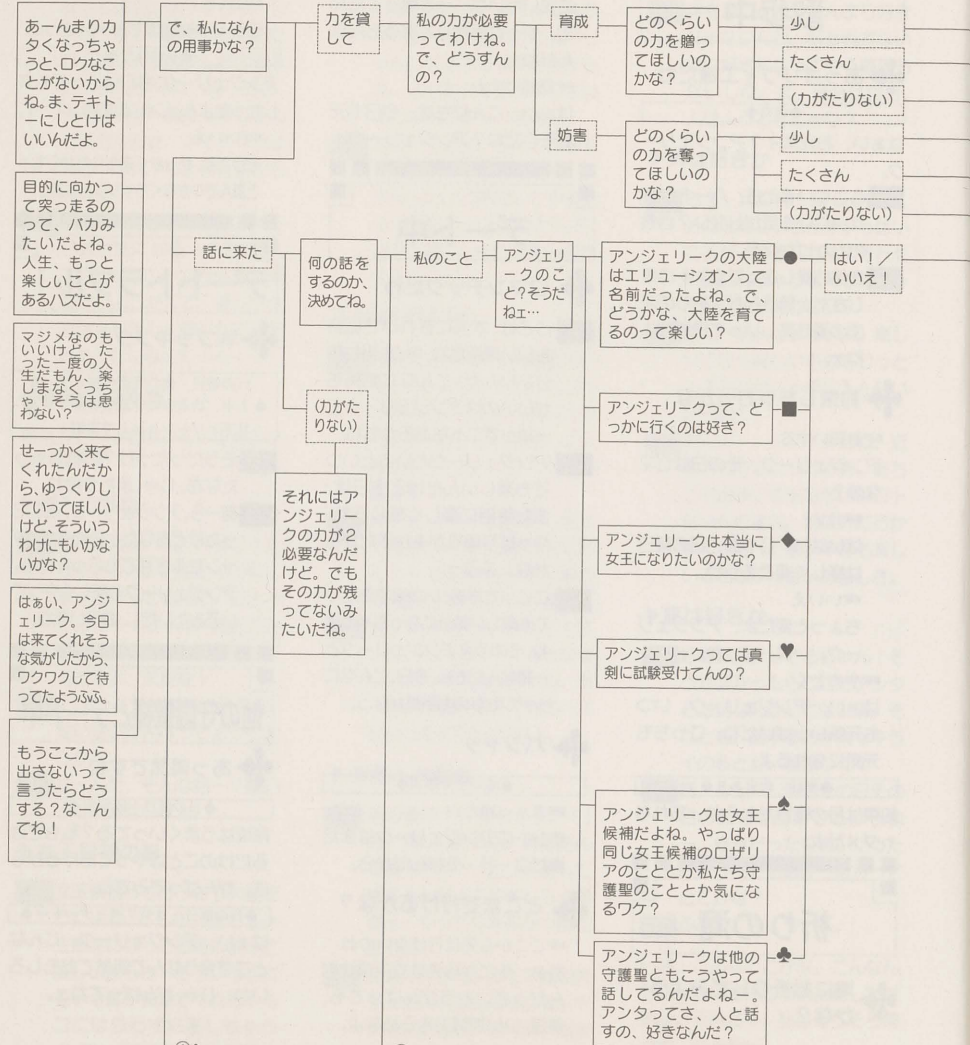 あーんまりカ
タくなっちゃ
うと、ロクなこ
とがないから
ね。ま、テキト
ーにしとけば
いいんだよ。
目的に向かっ
て突っ走るの
って、バカみ
たいだよね。
人生、もっと
楽しいことが
あるハズだよ。
マジメなのも
いいけど、た
った一度の人
生だもん、楽
しまなくっち
ゃ!そうは思
わない?
せーっかく来て
くれたんだか
ら、ゆっくりし
ていってほしい
けど、そういう
わけにもいかな
いかな?
はぁい、アンジ
ェリーク。今日
は来てくれそう
な気がしたから、
ワクワクして待
ってたようふふ。
もうここから
出さないって
言ったらどう
する?なーん
てね!
で、私になん
の用事かな?
力を貸
して
私の力が必要
ってわけね。
で、どうすん
の?
育成
どのくらい
の力を贈っ
てほしいの
かな?
少し
たくさん
(力がたりない)
妨害
どのくらい
の力を奪っ
てほしいの
かな?
少し
たくさん
(力がたりない)
話に来た
何の話を
するのか、
決めてね。
私のこと
アンジェリ
ークのこ
と?そうだ
ねェ…
アンジェリークの大陸
はエリューシオンって
名前だったよね。で、
どうかな、大陸を育て
るのって楽しい?
●
はい!/
いいえ!
アンジェリークって、ど
っかに行くのは好き?
■
アンジェリークは本当に
女王になりたいのかな?
◆
アンジェリークってば真
剣に試験受けてんの?
♥
アンジェリークは女王
候補だよね。やっぱり
同じ女王候補のロザリ
アのこととか私たち守
護聖のこととか気にな
るワケ?
♠
アンジェリークは他の
守護聖ともこうやって
話してるんだよねー。
アンタってさ、人と話
すの、好きなんだ?
♣
(力がた
りない)
それにはア
ンジェリー
クの力が2
必要なんだ
けど。でも
その力が残
ってないみ
たいだね。